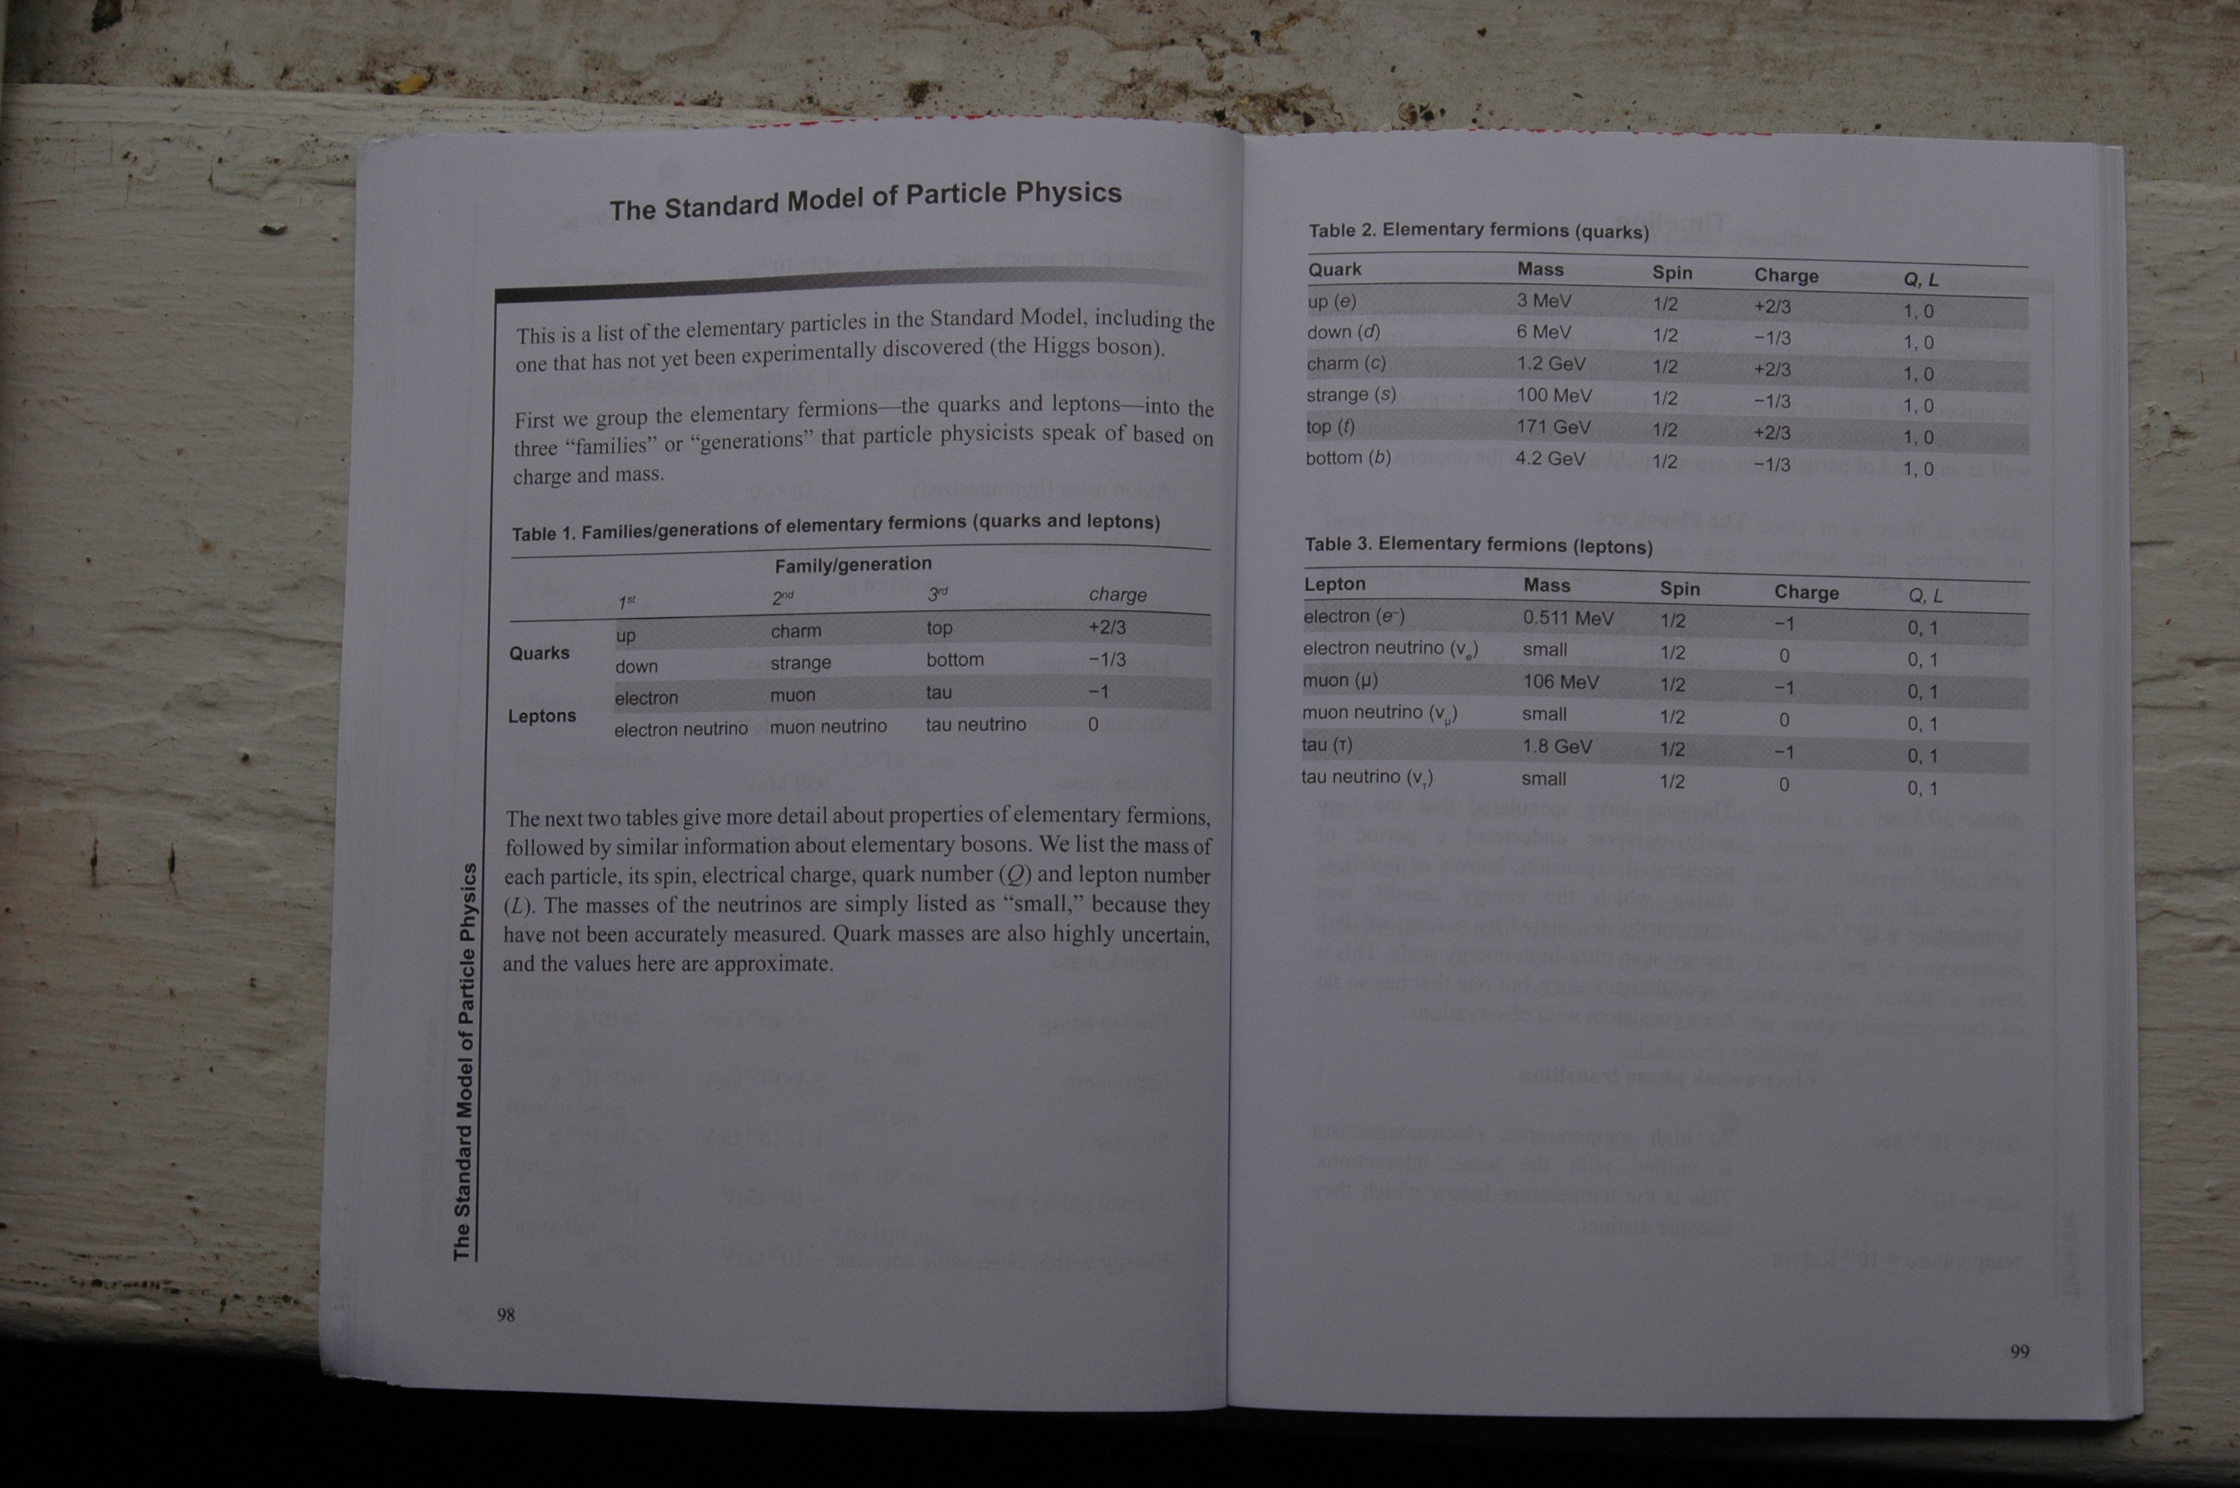 The Standard Model of Particle Physics
This is a list of the elementary particles in the Standard Model, including the
one that has not yet been experimentally discovered (the Higgs boson).
First we group the elementary fermions—the quarks and leptons—into the
three “families” or “generations” that particle physicists speak of based on
charge and mass.
Table 1. Families/generations of elementary fermions (quarks and leptons)
Family/generation
1st 2nd 3rd charge
Quarks
up charm top +2/3
down strange bottom −1/3
Leptons
electron muon tau −1
electron neutrino muon neutrino tau neutrino 0
The next two tables give more detail about properties of elementary fermions,
followed by similar information about elementary bosons. We list the mass of
each particle, its spin, electrical charge, quark number (Q) and lepton number
(L). The masses of the neutrinos are simply listed as “small,” because they
have not been accurately measured. Quark masses are also highly uncertain,
and the values here are approximate.
The Standard Model of Particle Physics
98
Table 2. Elementary fermions (quarks)
Quark Mass Spin Charge Q, L
up (e) 3 MeV 1/2 +2/3 1, 0
down (d) 6 MeV 1/2 −1/3 1, 0
charm (c) 1.2 GeV 1/2 +2/3 1, 0
strange (s) 100 MeV 1/2 −1/3 1, 0
top (t) 171 GeV 1/2 +2/3 1, 0
bottom (b) 4.2 GeV 1/2 −1/3 1, 0
Table 3. Elementary fermions (leptons)
Lepton Mass Spin Charge Q, L
electron (e⁻) 0.511 MeV 1/2 −1 0, 1
electron neutrino (νe) small 1/2 0 0, 1
muon (μ) 106 MeV 1/2 −1 0, 1
muon neutrino (νμ) small 1/2 0 0, 1
tau (τ) 1.8 GeV 1/2 −1 0, 1
tau neutrino (ντ) small 1/2 0 0, 1
99